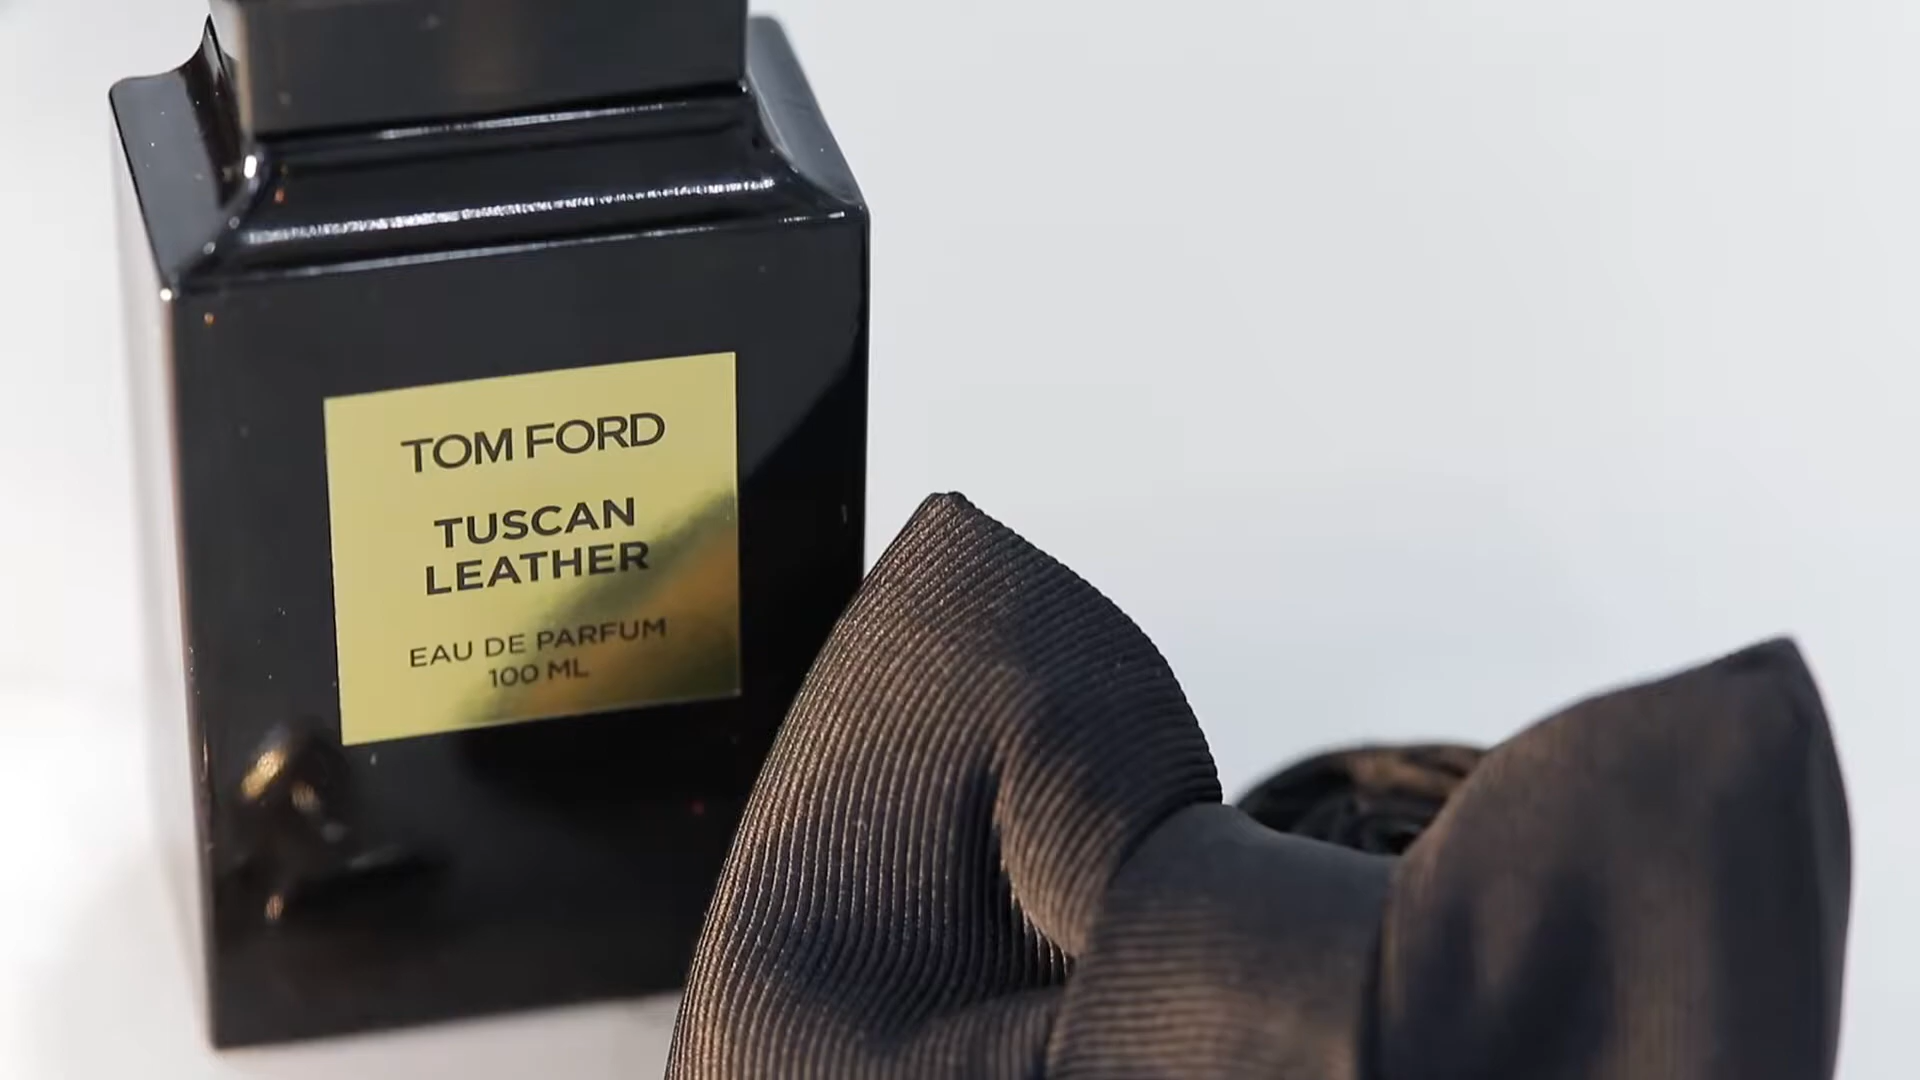 TOM FORD
TUSCAN
LEATHER
EAU DE PARFUM
100 ML